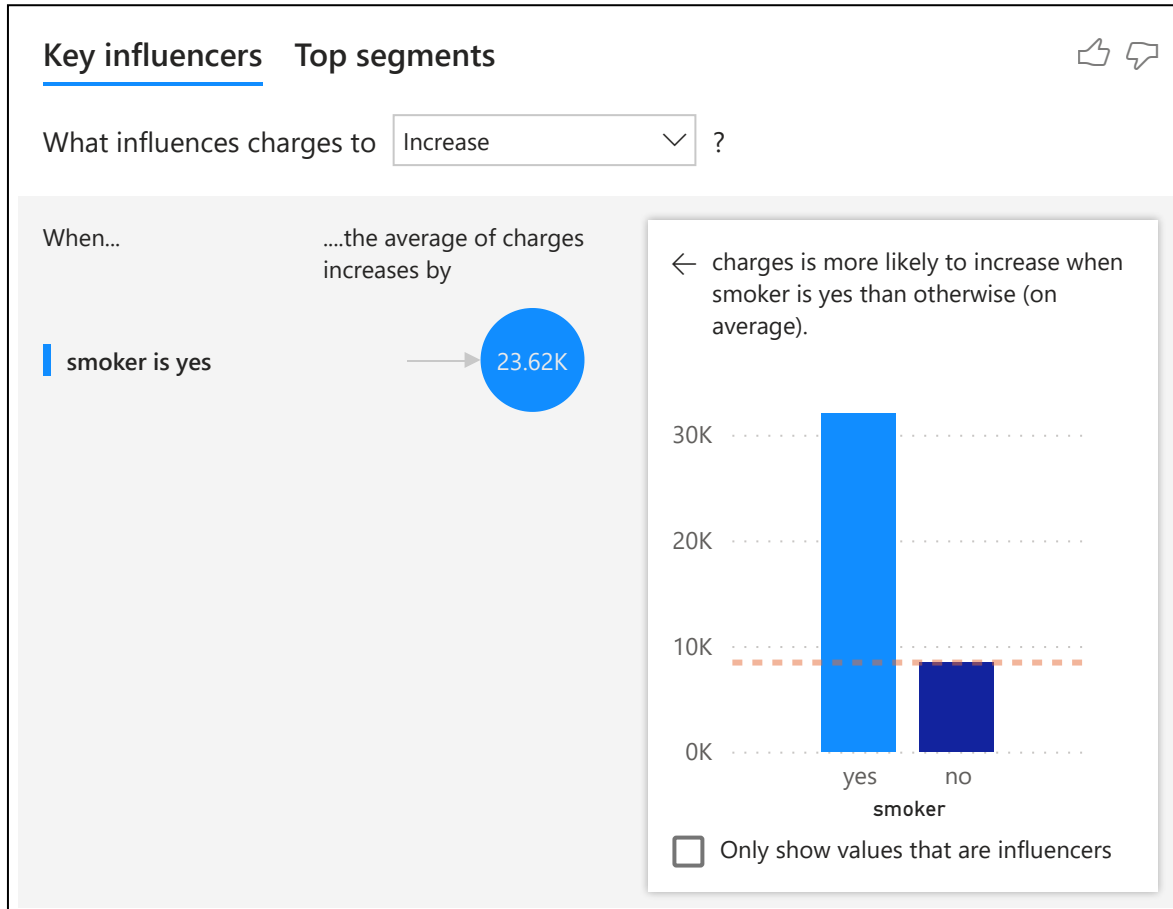 Key influencers Top segments
What influences charges to Increase ?
When...
....the average of charges
increases by
smoker is yes
23.62K
charges is more likely to increase when
smoker is yes than otherwise (on
average).
30K
20K
10K
0K
yes no
smoker
Only show values that are influencers